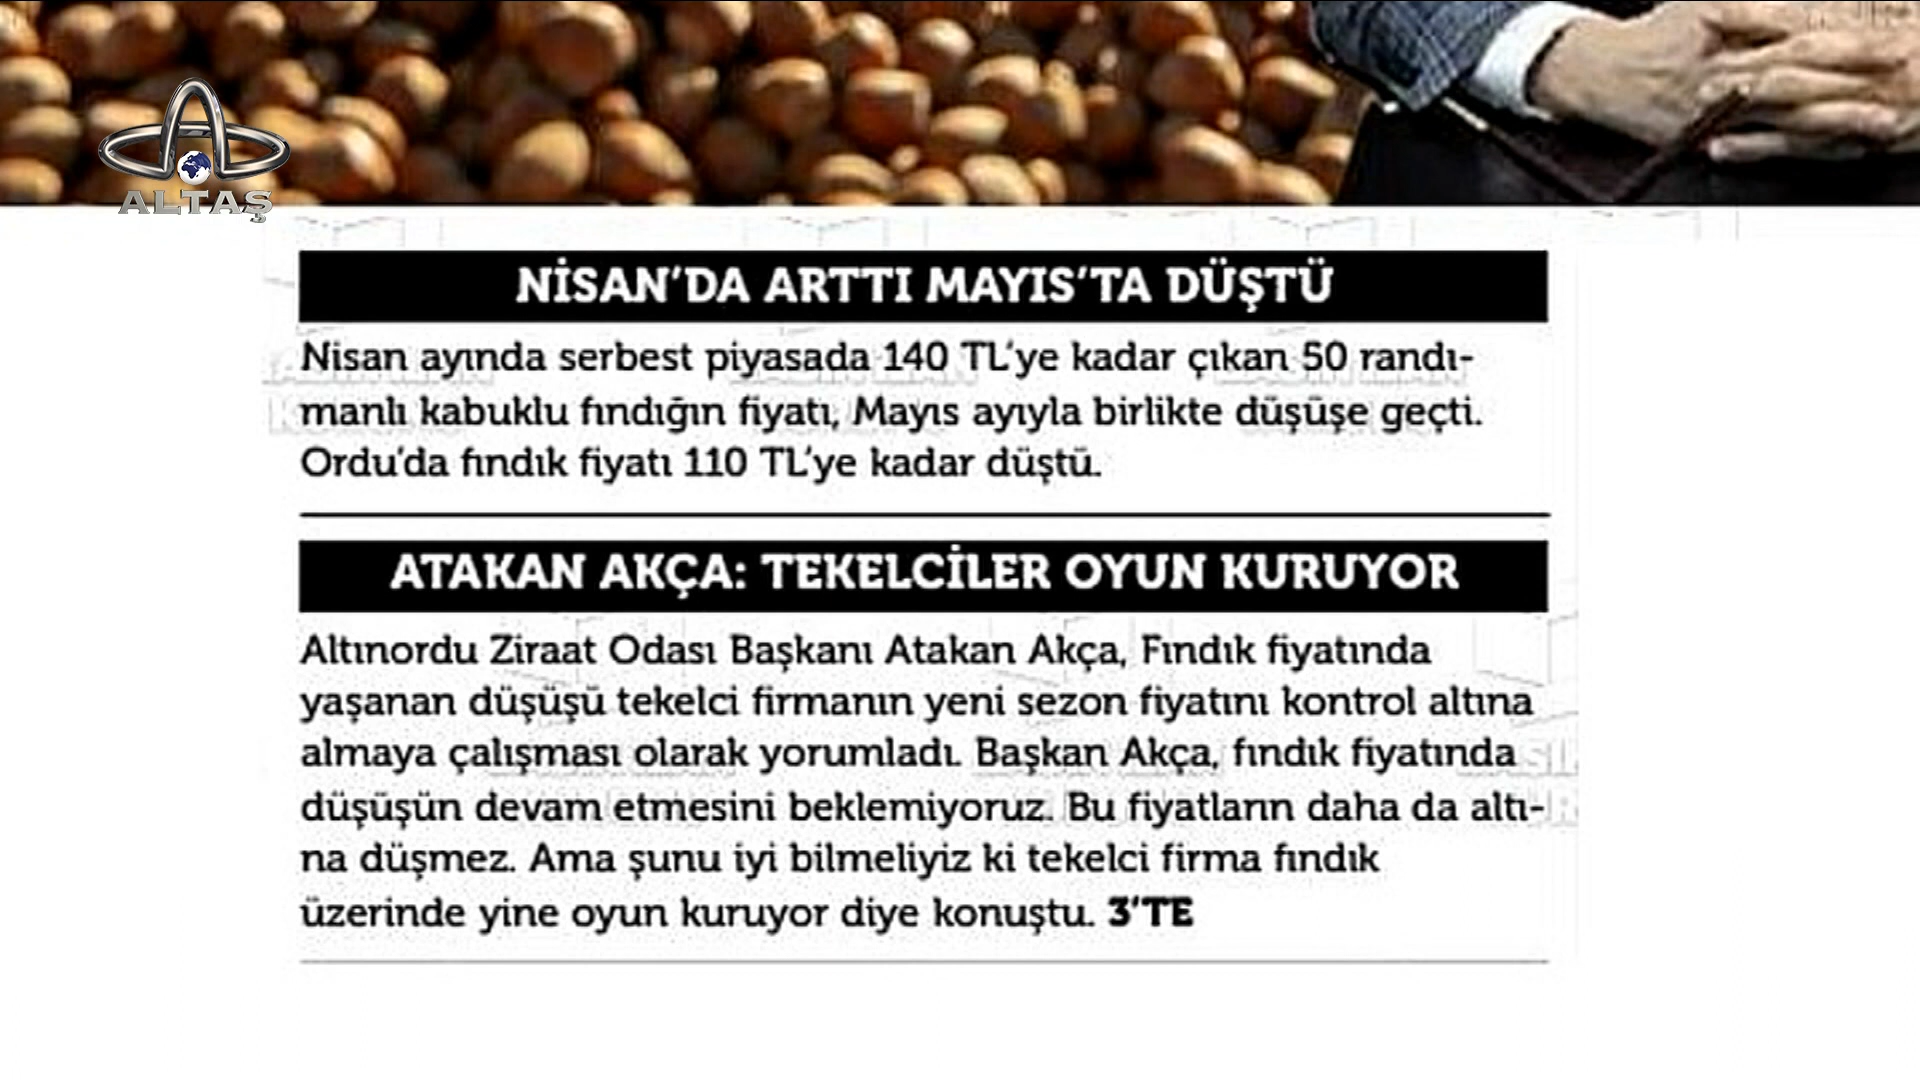 ALTAŞ
NİSAN'DA ARTTI MAYIS'TA DÜŞTÜ
Nisan ayında serbest piyasada 140 TL'ye kadar çıkan 50 randı-
manlı kabuklu fındığın fiyatı, Mayıs ayıyla birlikte düşüşe geçti.
Ordu'da fındık fiyatı 110 TL'ye kadar düştü.
ATAKAN AKÇA: TEKELCİLER OYUN KURUYOR
Altınordu Ziraat Odası Başkanı Atakan Akça, Fındık fiyatında
yaşanan düşüşü tekelci firmanın yeni sezon fiyatını kontrol altına
almaya çalışması olarak yorumladı. Başkan Akça, fındık fiyatında
düşüşün devam etmesini beklemiyoruz. Bu fiyatların daha da altı-
na düşmez. Ama şunu iyi bilmeliyiz ki tekelci firma fındık
üzerinde yine oyun kuruyor diye konuştu. 3'TE